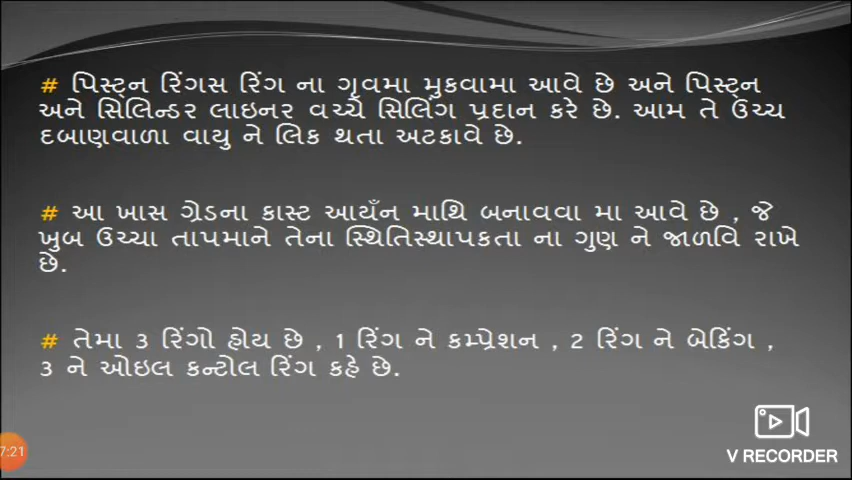 # પિસ્ટ્ન રિંગસ રિંગ ના ગૃવમા મુકવામા આવે છે અને પિસ્ટ્ન
અને સિલિન્ડર લાઇનર વચ્ચે સિલિંગ પ્રદાન કરે છે. આમ તે ઉચ્ચ
દબાણવાળા વાયુ ને લિક થતા અટકાવે છે.
# આ ખાસ ગ્રેડના કાસ્ટ આયઁન માથિ બનાવવા મા આવે છે , જે
ખુબ ઉચ્ચા તાપમાને તેના સ્થિતિસ્થાપકતા ના ગુણ ને જાળવિ રાખે
છે.
# તેમા 3 રિંગો હોય છે , 1 રિંગ ને કમ્પ્રેશન , 2 રિંગ ને બેકિંગ ,
3 ને ઓઇલ કન્ટોલ રિંગ કહે છે.
7:21
V RECORDER